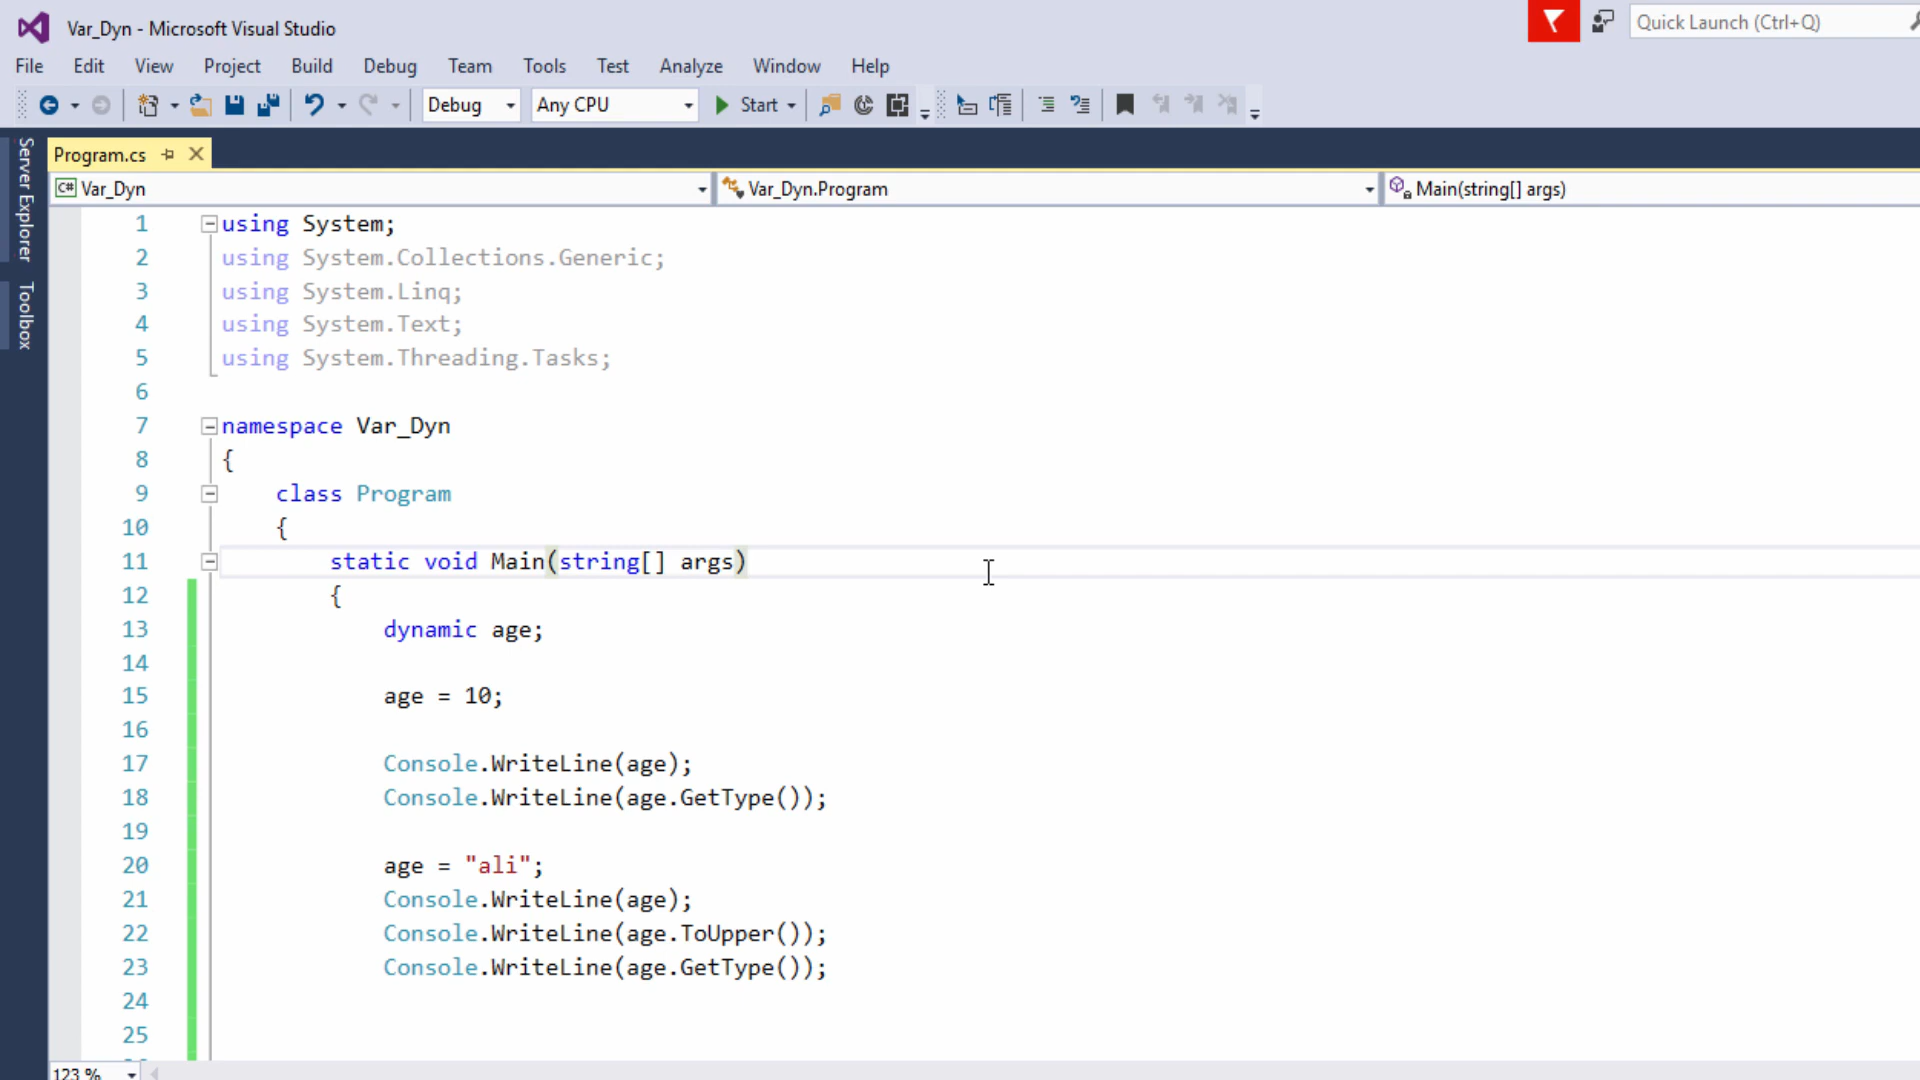 Var_Dyn - Microsoft Visual Studio
Quick Launch (Ctrl+Q)
File Edit View Project Build Debug Team Tools Test Analyze Window Help
Debug Any CPU Start
Server Explorer
Toolbox
Program.cs
C# Var_Dyn Var_Dyn.Program Main(string[] args)
1 using System;
2 using System.Collections.Generic;
3 using System.Linq;
4 using System.Text;
5 using System.Threading.Tasks;
6
7 namespace Var_Dyn
8 {
9 class Program
10 {
11 static void Main(string[] args)
12 {
13 dynamic age;
14
15 age = 10;
16
17 Console.WriteLine(age);
18 Console.WriteLine(age.GetType());
19
20 age = "ali";
21 Console.WriteLine(age);
22 Console.WriteLine(age.ToUpper());
23 Console.WriteLine(age.GetType());
24
25
123 %